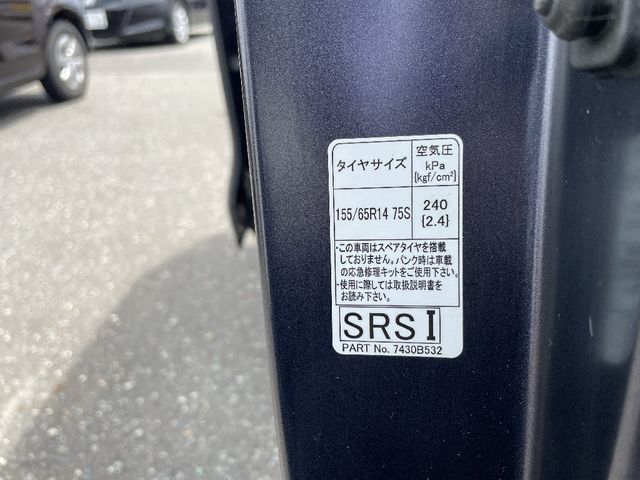 タイヤサイズ
空気圧
kPa
[kgf/cm²]
155/65R14 75S
240
{2.4}
・この車両はスペアタイヤを搭載
しておりません。パンク時は車載
の応急修理キットをご使用下さい。
・使用に際しては取扱説明書を
お読み下さい。
SRS I
PART No. 7430B532